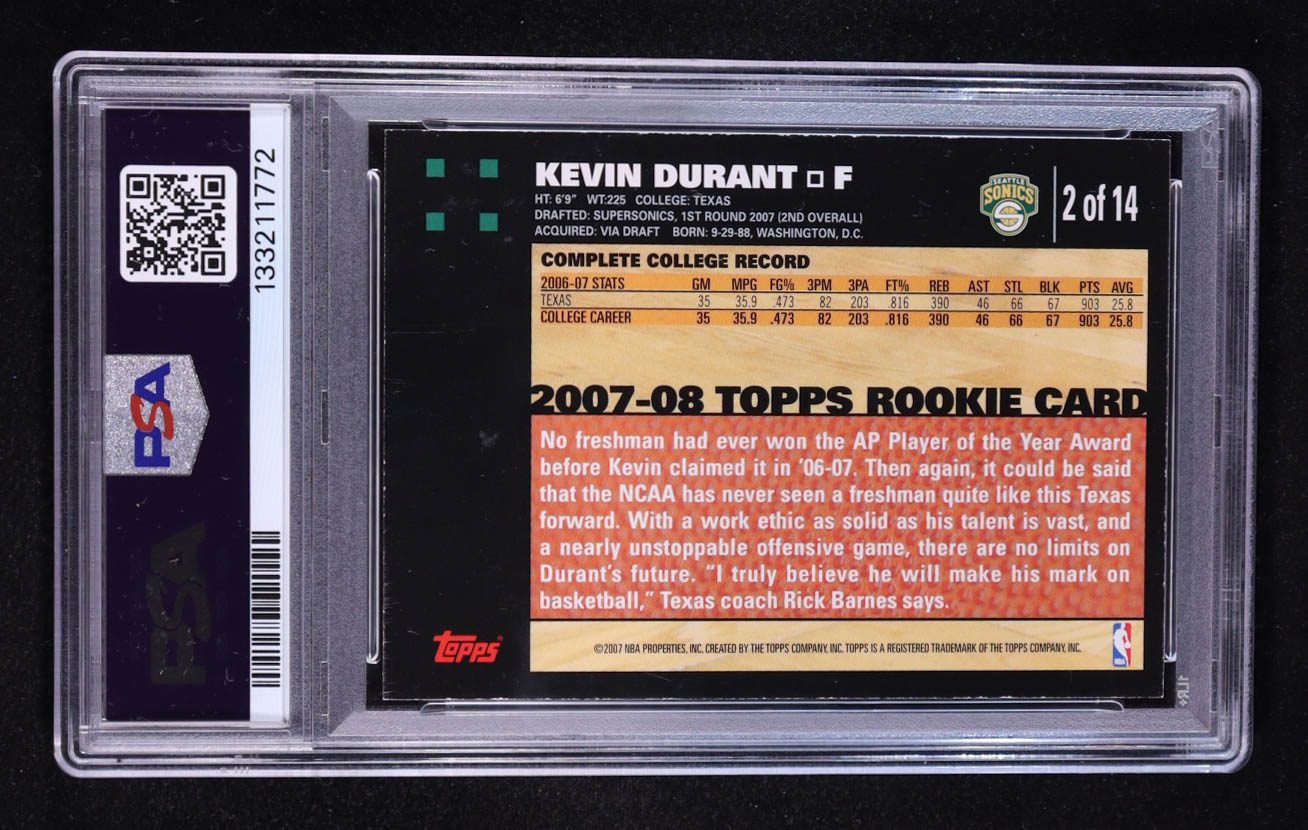 133211772
PSA
PSA
KEVIN DURANT ▫ F
HT: 6'9" WT:225 COLLEGE: TEXAS
DRAFTED: SUPERSONICS, 1ST ROUND 2007 (2ND OVERALL)
ACQUIRED: VIA DRAFT BORN: 9-29-88, WASHINGTON, D.C.
SEATTLE
SONICS
2 of 14
COMPLETE COLLEGE RECORD
2006-07 STATS GM MPG FG% 3PM 3PA FT% REB AST STL BLK PTS AVG
TEXAS 35 35.9 .473 82 203 .816 390 46 66 67 903 25.8
COLLEGE CAREER 35 35.9 .473 82 203 .816 390 46 66 67 903 25.8
2007-08 TOPPS ROOKIE CARD
No freshman had ever won the AP Player of the Year Award
before Kevin claimed it in '06-07. Then again, it could be said
that the NCAA has never seen a freshman quite like this Texas
forward. With a work ethic as solid as his talent is vast, and
a nearly unstoppable offensive game, there are no limits on
Durant's future. "I truly believe he will make his mark on
basketball," Texas coach Rick Barnes says.
Topps
©2007 NBA PROPERTIES, INC. CREATED BY THE TOPPS COMPANY, INC. TOPPS IS A REGISTERED TRADEMARK OF THE TOPPS COMPANY, INC.
NBA
1LR+